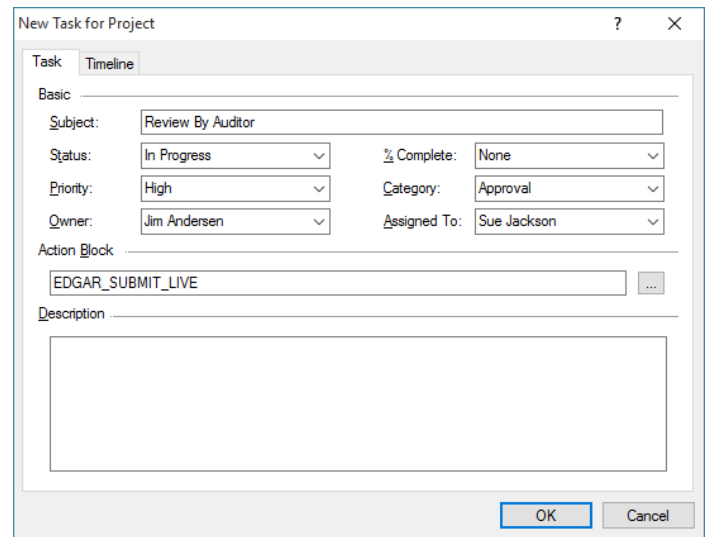 New Task for Project ?
Task Timeline
Basic
Subject: Review By Auditor
Status: In Progress % Complete: None
Priority: High Category: Approval
Owner: Jim Andersen Assigned To: Sue Jackson
Action Block
EDGAR_SUBMIT_LIVE ...
Description
OK Cancel